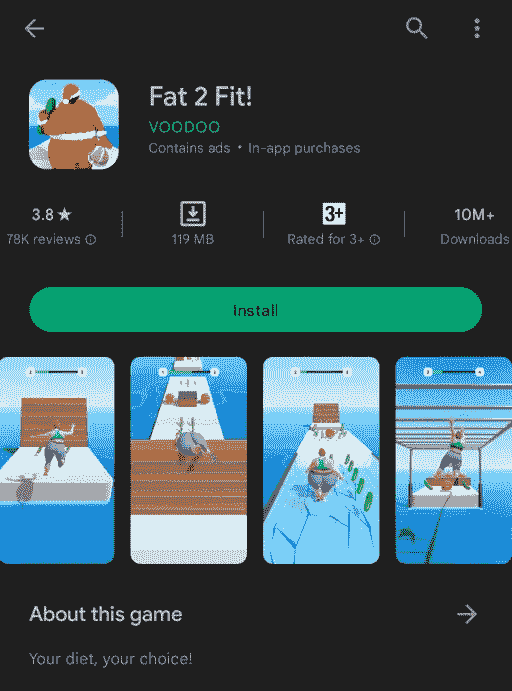 Fat 2 Fit!
VOODOO
Contains ads • In-app purchases
3.8★
78K reviews
119 MB
3+
Rated for 3+
10M+
Downloads
Install
About this game
Your diet, your choice!